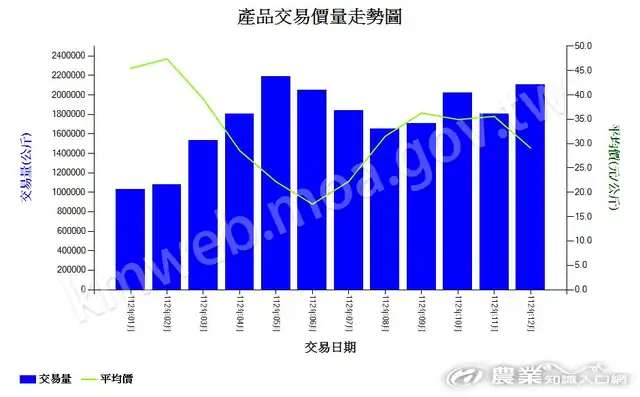 產品交易價量走勢圖
2400000
2200000
2000000
1800000
1600000
1400000
1200000
1000000
800000
600000
400000
200000
0
50.0
45.0
40.0
35.0
30.0
25.0
20.0
15.0
10.0
5.0
0.0
交易量(公斤)
平均價(元/公斤)
112年01月
112年02月
112年03月
112年04月
112年05月
112年06月
112年07月
112年08月
112年09月
112年10月
112年11月
112年12月
交易日期
交易量
平均價
kmweb.moa.gov.tw
農業知識入口網